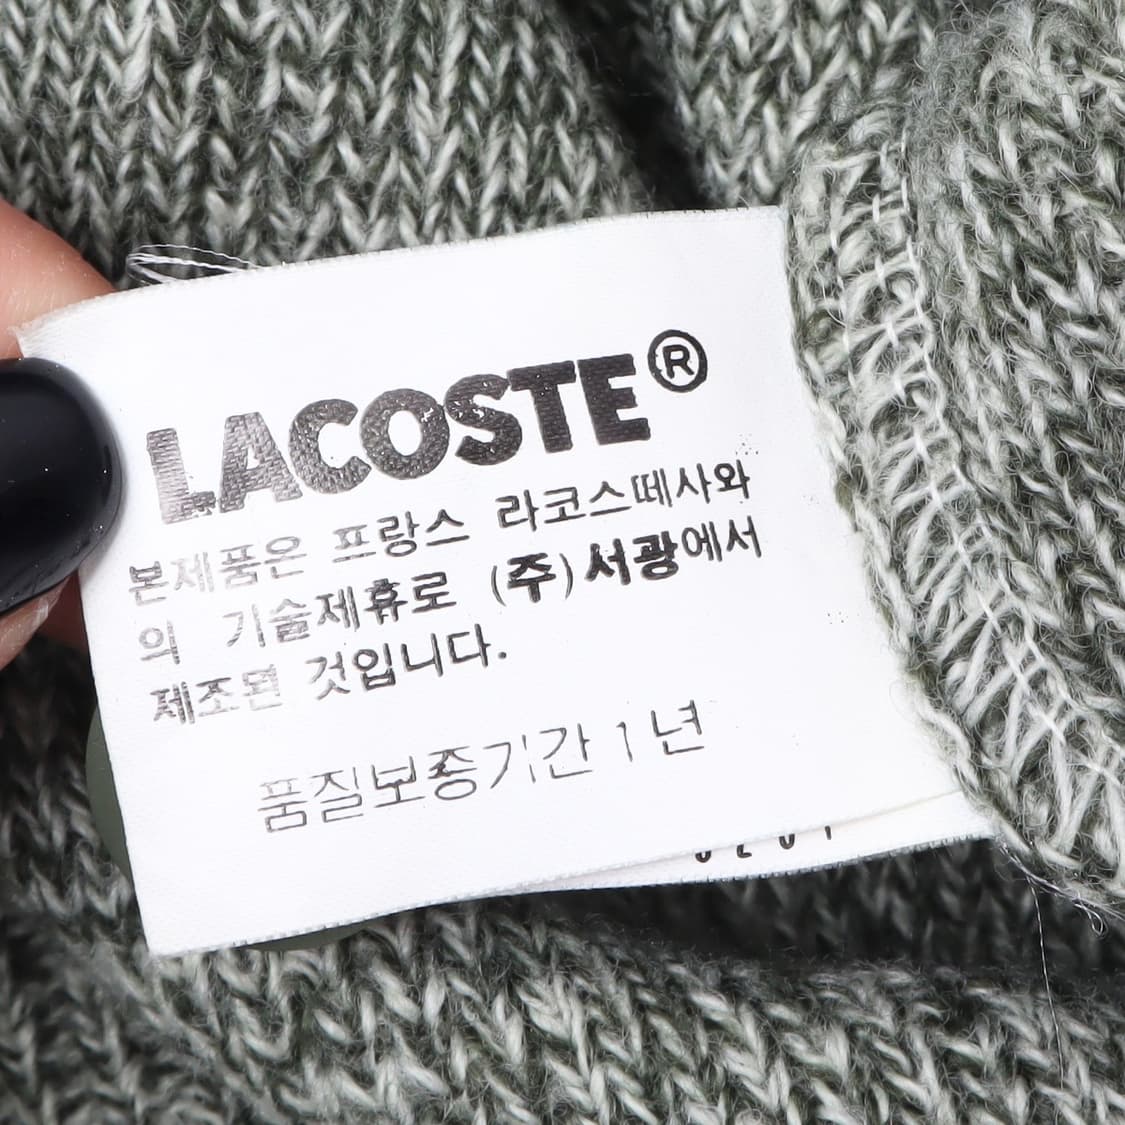 LACOSTE®
본제품은 프랑스 라코스떼사와
의 기술제휴로 (주)서광에서
제조된 것입니다.
품질보증기간 1년